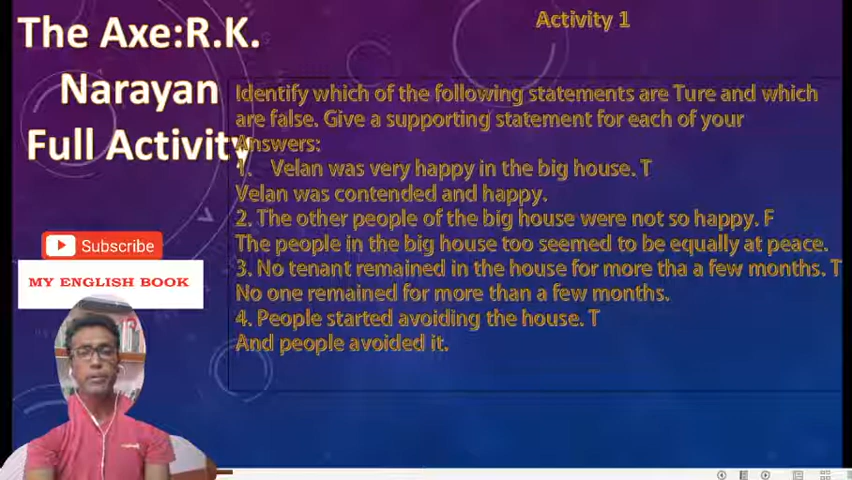 The Axe:R.K.
Narayan
Full Activity
Subscribe
MY ENGLISH BOOK
Activity 1
Identify which of the following statements are Ture and which
are false. Give a supporting statement for each of your
Answers:
1. Velan was very happy in the big house. T
Velan was contended and happy.
2. The other people of the big house were not so happy. F
The people in the big house too seemed to be equally at peace.
3. No tenant remained in the house for more tha a few months. T
No one remained for more than a few months.
4. People started avoiding the house. T
And people avoided it.